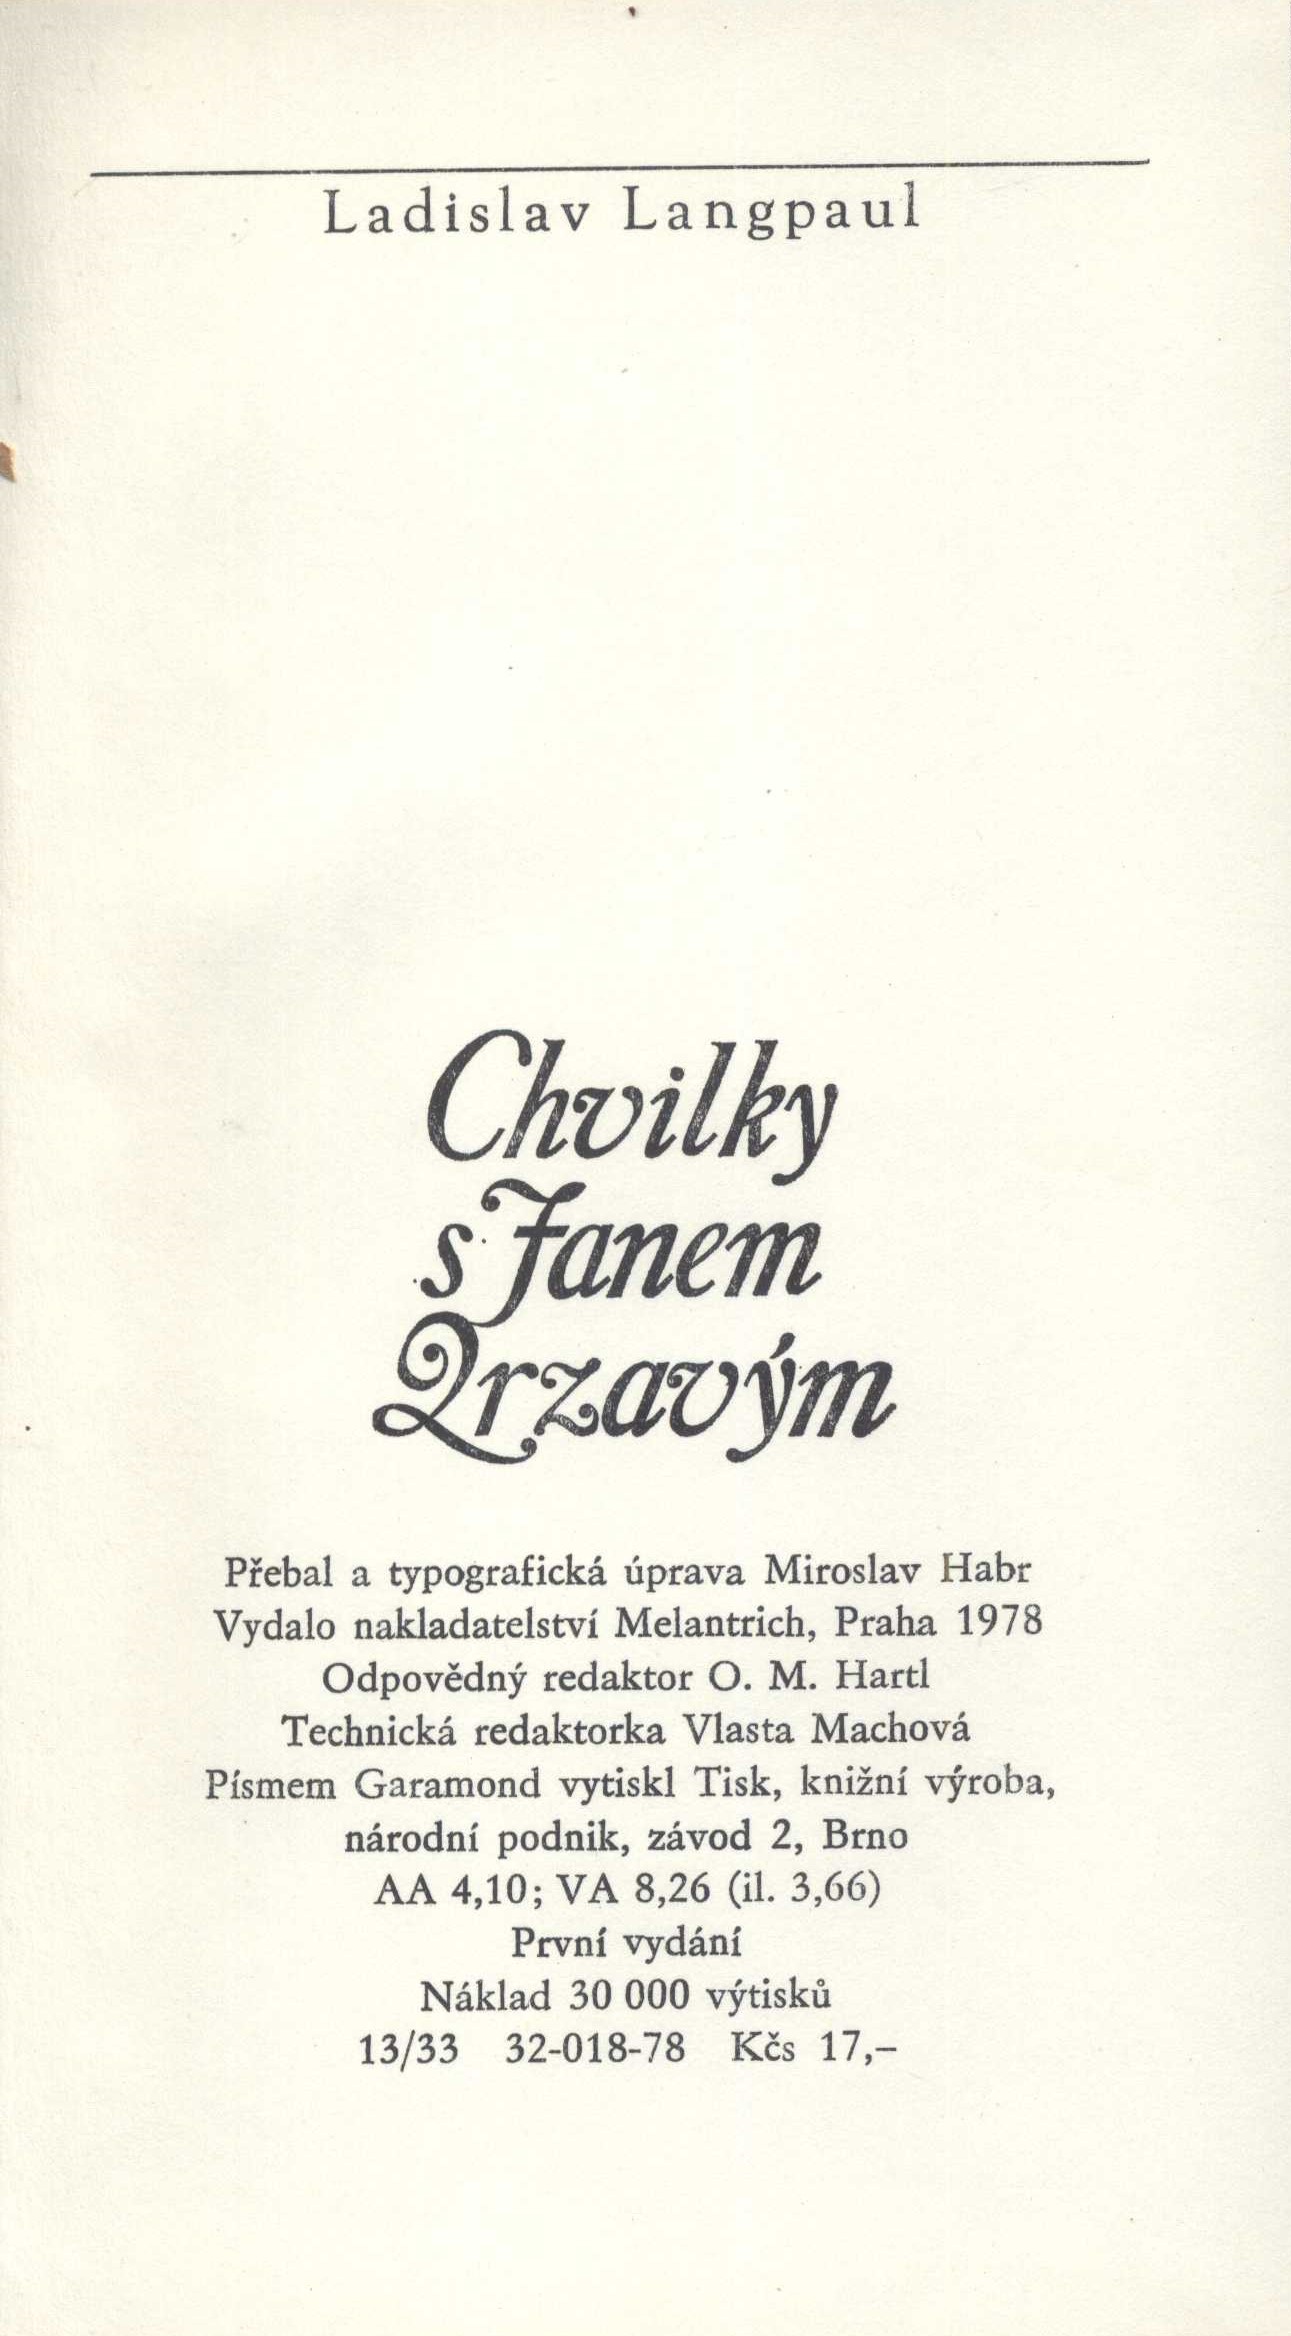 Ladislav Langpaul
Chvilky
s Janem
Zrzavým
Přebal a typografická úprava Miroslav Habr
Vydalo nakladatelství Melantrich, Praha 1978
Odpovědný redaktor O. M. Hartl
Technická redaktorka Vlasta Machová
Písmem Garamond vytiskl Tisk, knižní výroba,
národní podnik, závod 2, Brno
AA 4,10; VA 8,26 (il. 3,66)
První vydání
Náklad 30 000 výtisků
13/33 32-018-78 Kčs 17,–